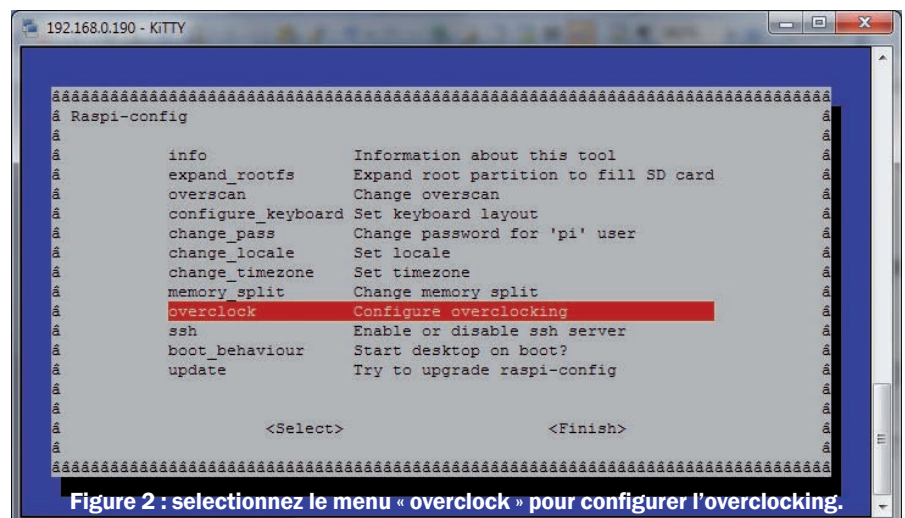 192.168.0.190 - KiTTY
ââââââââââââââââââââââââââââââââââââââââââââââââââââââââââââââââââââââââââââââââ
â Raspi-config â
â â
â info Information about this tool â
â expand_rootfs Expand root partition to fill SD card â
â overscan Change overscan â
â configure_keyboard Set keyboard layout â
â change_pass Change password for 'pi' user â
â change_locale Set locale â
â change_timezone Set timezone â
â memory_split Change memory split â
â overclock Configure overclocking â
â ssh Enable or disable ssh server â
â boot_behaviour Start desktop on boot? â
â update Try to upgrade raspi-config â
â â
â â
â <Select> <Finish> â
â â
ââââââââââââââââââââââââââââââââââââââââââââââââââââââââââââââââââââââââââââââââ
Figure 2 : selectionnez le menu « overclock » pour configurer l’overclocking.